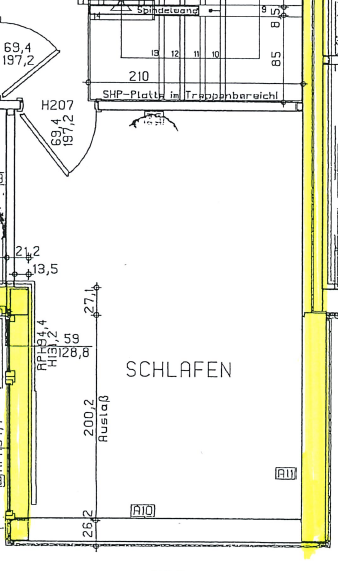 Spindelwand
9
8,5
14
13 12 11 10
85
210
SHP-Platte im Treppenbereich!
69,4
197,2
H207
69,4
197,2
21,2
13,5
27,1
59
128,8
SCHLAFEN
200,2
Auslaß
A11
A10
26,2